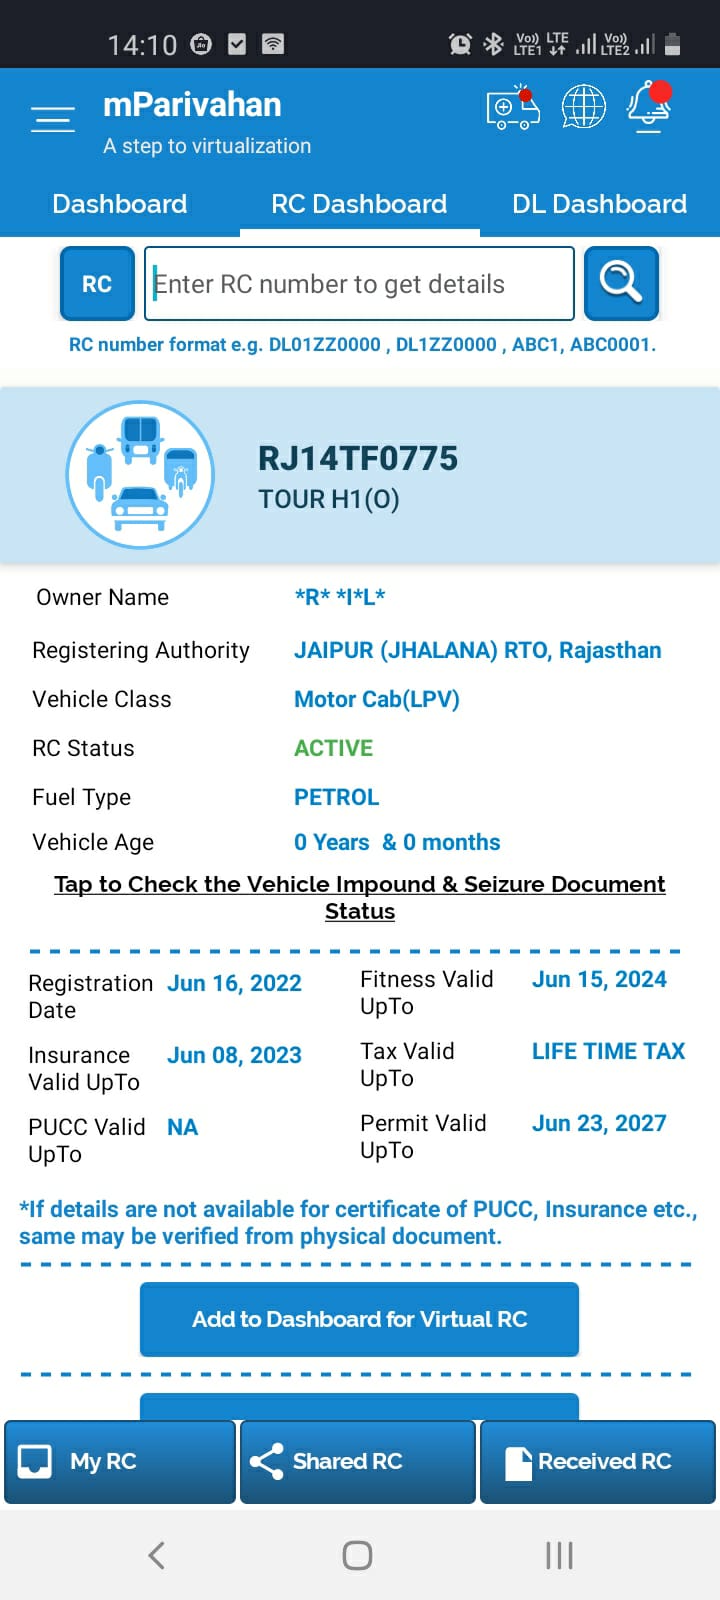 14:10
Vo)) LTE
LTE1
Vo))
LTE2
mParivahan
A step to virtualization
Dashboard
RC Dashboard
DL Dashboard
RC
Enter RC number to get details
RC number format e.g. DL01ZZ0000 , DL1ZZ0000 , ABC1, ABC0001.
RJ14TF0775
TOUR H1(O)
Owner Name *R* *I*L*
Registering Authority JAIPUR (JHALANA) RTO, Rajasthan
Vehicle Class Motor Cab(LPV)
RC Status ACTIVE
Fuel Type PETROL
Vehicle Age 0 Years & 0 months
Tap to Check the Vehicle Impound & Seizure Document
Status
Registration Date Jun 16, 2022
Fitness Valid UpTo Jun 15, 2024
Insurance Valid UpTo Jun 08, 2023
Tax Valid UpTo LIFE TIME TAX
PUCC Valid UpTo NA
Permit Valid UpTo Jun 23, 2027
*If details are not available for certificate of PUCC, Insurance etc.,
same may be verified from physical document.
Add to Dashboard for Virtual RC
My RC
Shared RC
Received RC